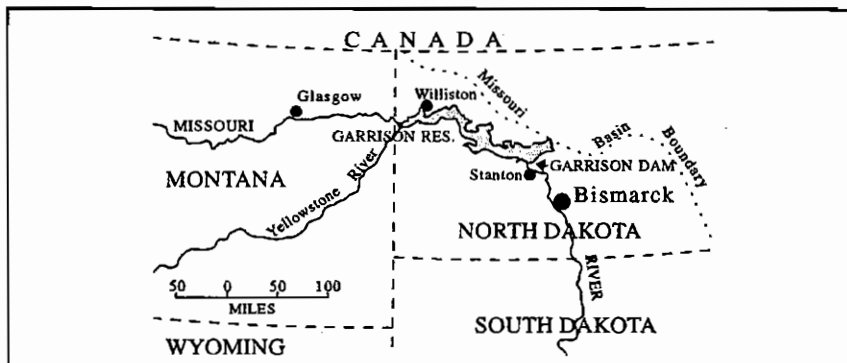 CANADA
Missouri
Glasgow
Williston
MISSOURI
GARRISON RES.
Basin
Boundary
GARRISON DAM
MONTANA
Yellowstone River
Stanton
Bismarck
NORTH DAKOTA
50 0 50 100
MILES
RIVER
SOUTH DAKOTA
WYOMING